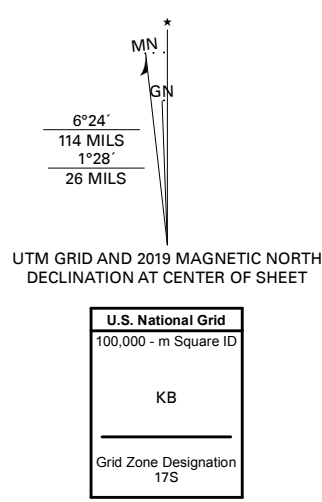 MN
GN
6°24´
114 MILS
1°28´
26 MILS
UTM GRID AND 2019 MAGNETIC NORTH
DECLINATION AT CENTER OF SHEET
U.S. National Grid
100,000 - m Square ID
KB
Grid Zone Designation
17S